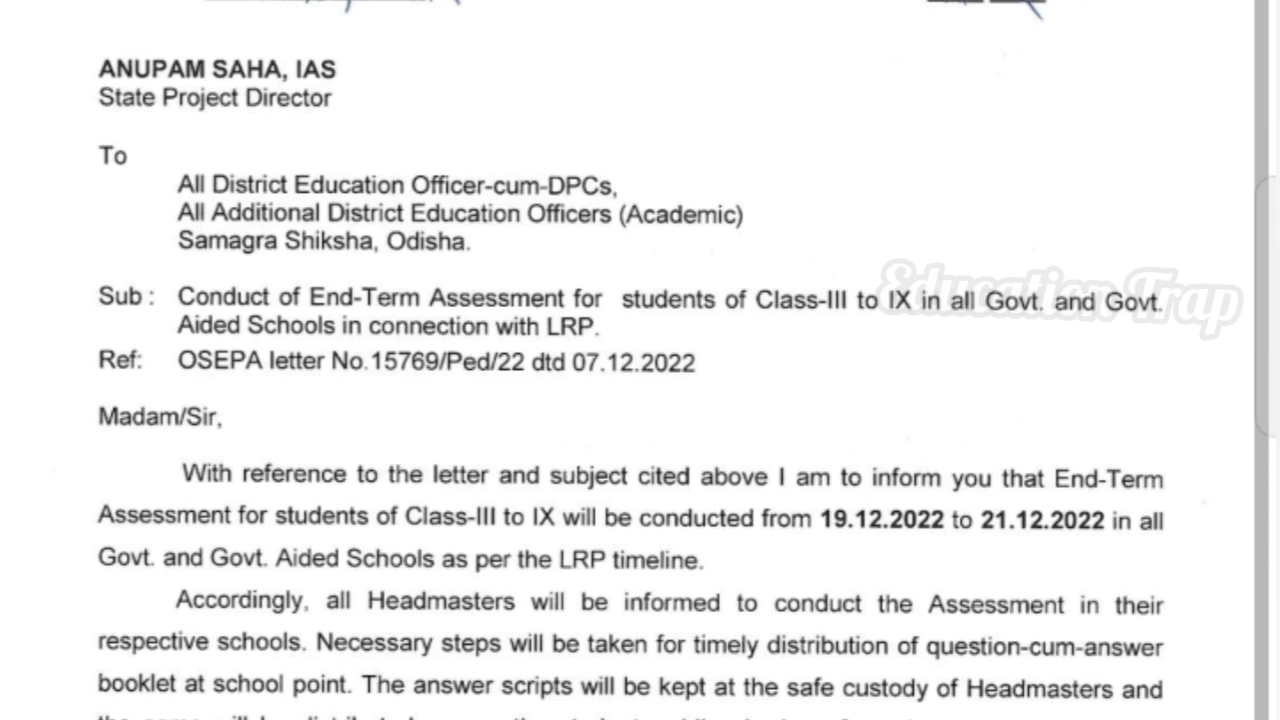 ANUPAM SAHA, IAS
State Project Director
To
All District Education Officer-cum-DPCs,
All Additional District Education Officers (Academic)
Samagra Shiksha, Odisha.
Education Trap
Sub : Conduct of End-Term Assessment for students of Class-III to IX in all Govt. and Govt.
Aided Schools in connection with LRP.
Ref: OSEPA letter No.15769/Ped/22 dtd 07.12.2022
Madam/Sir,
With reference to the letter and subject cited above I am to inform you that End-Term
Assessment for students of Class-III to IX will be conducted from 19.12.2022 to 21.12.2022 in all
Govt. and Govt. Aided Schools as per the LRP timeline.
Accordingly, all Headmasters will be informed to conduct the Assessment in their
respective schools. Necessary steps will be taken for timely distribution of question-cum-answer
booklet at school point. The answer scripts will be kept at the safe custody of Headmasters and